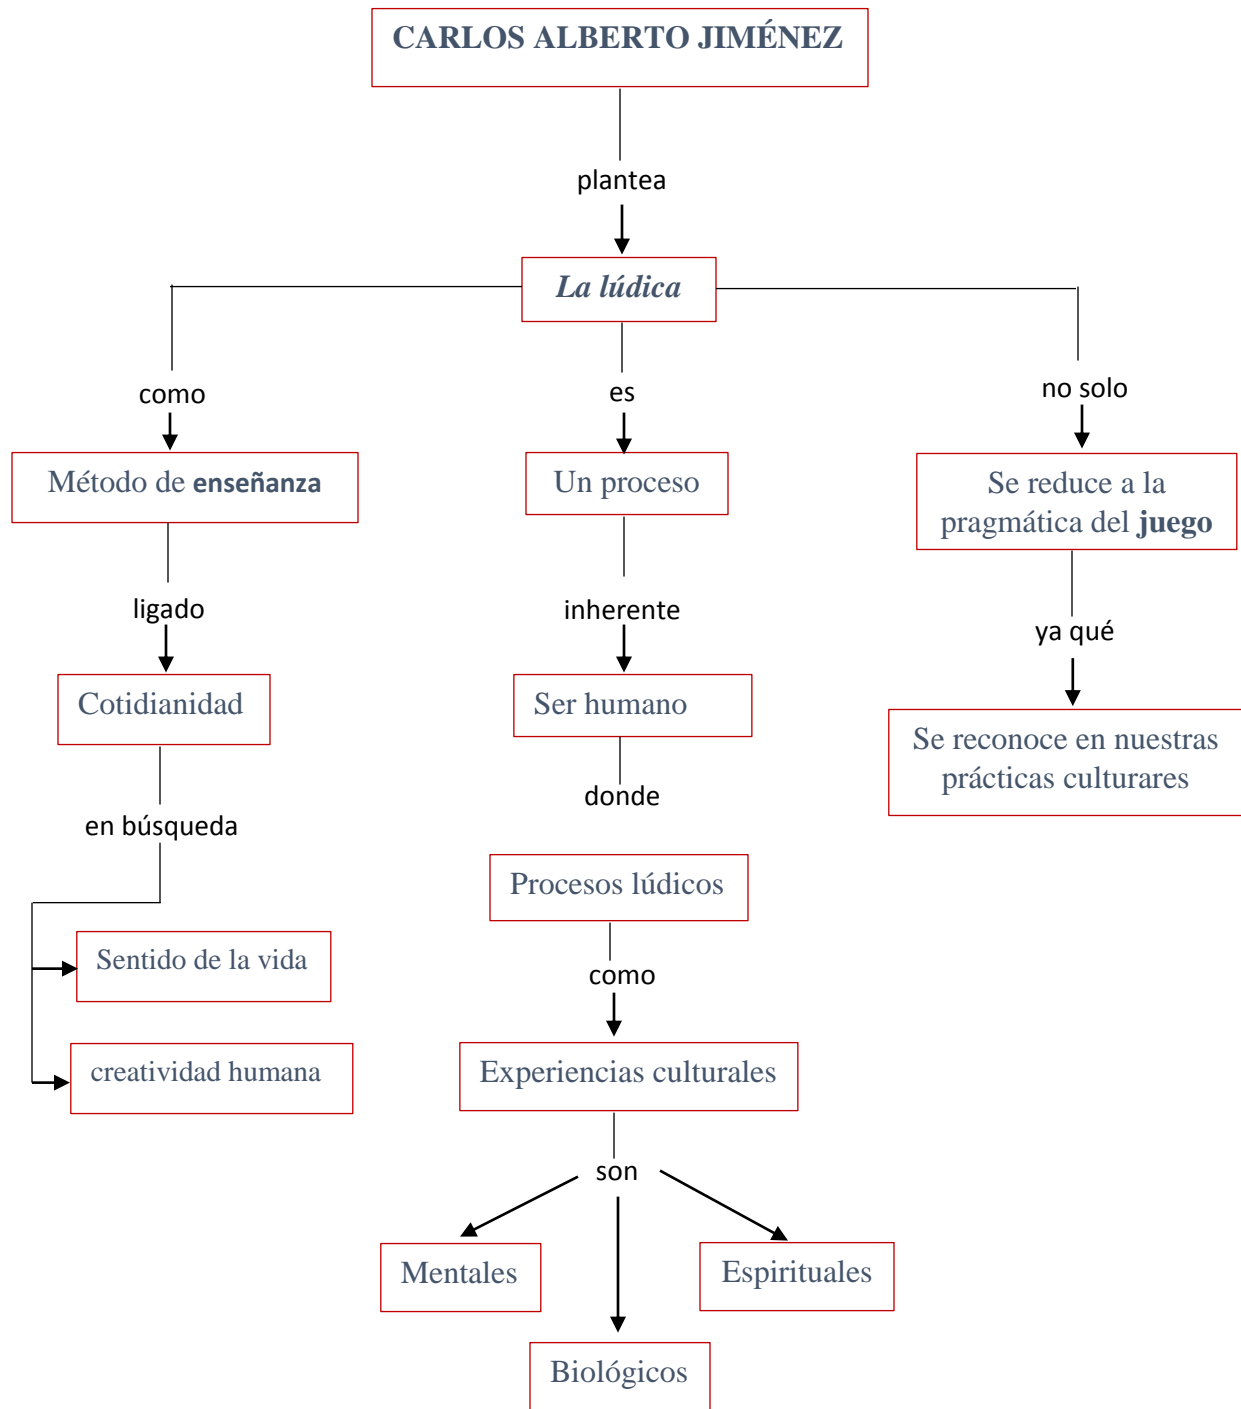 CARLOS ALBERTO JIMÉNEZ
plantea
La lúdica
como
Método de enseñanza
ligado
Cotidianidad
en búsqueda
Sentido de la vida
creatividad humana
es
Un proceso
inherente
Ser humano
donde
Procesos lúdicos
como
Experiencias culturales
son
Mentales
Biológicos
Espirituales
no solo
Se reduce a la
pragmática del juego
ya qué
Se reconoce en nuestras
prácticas culturares